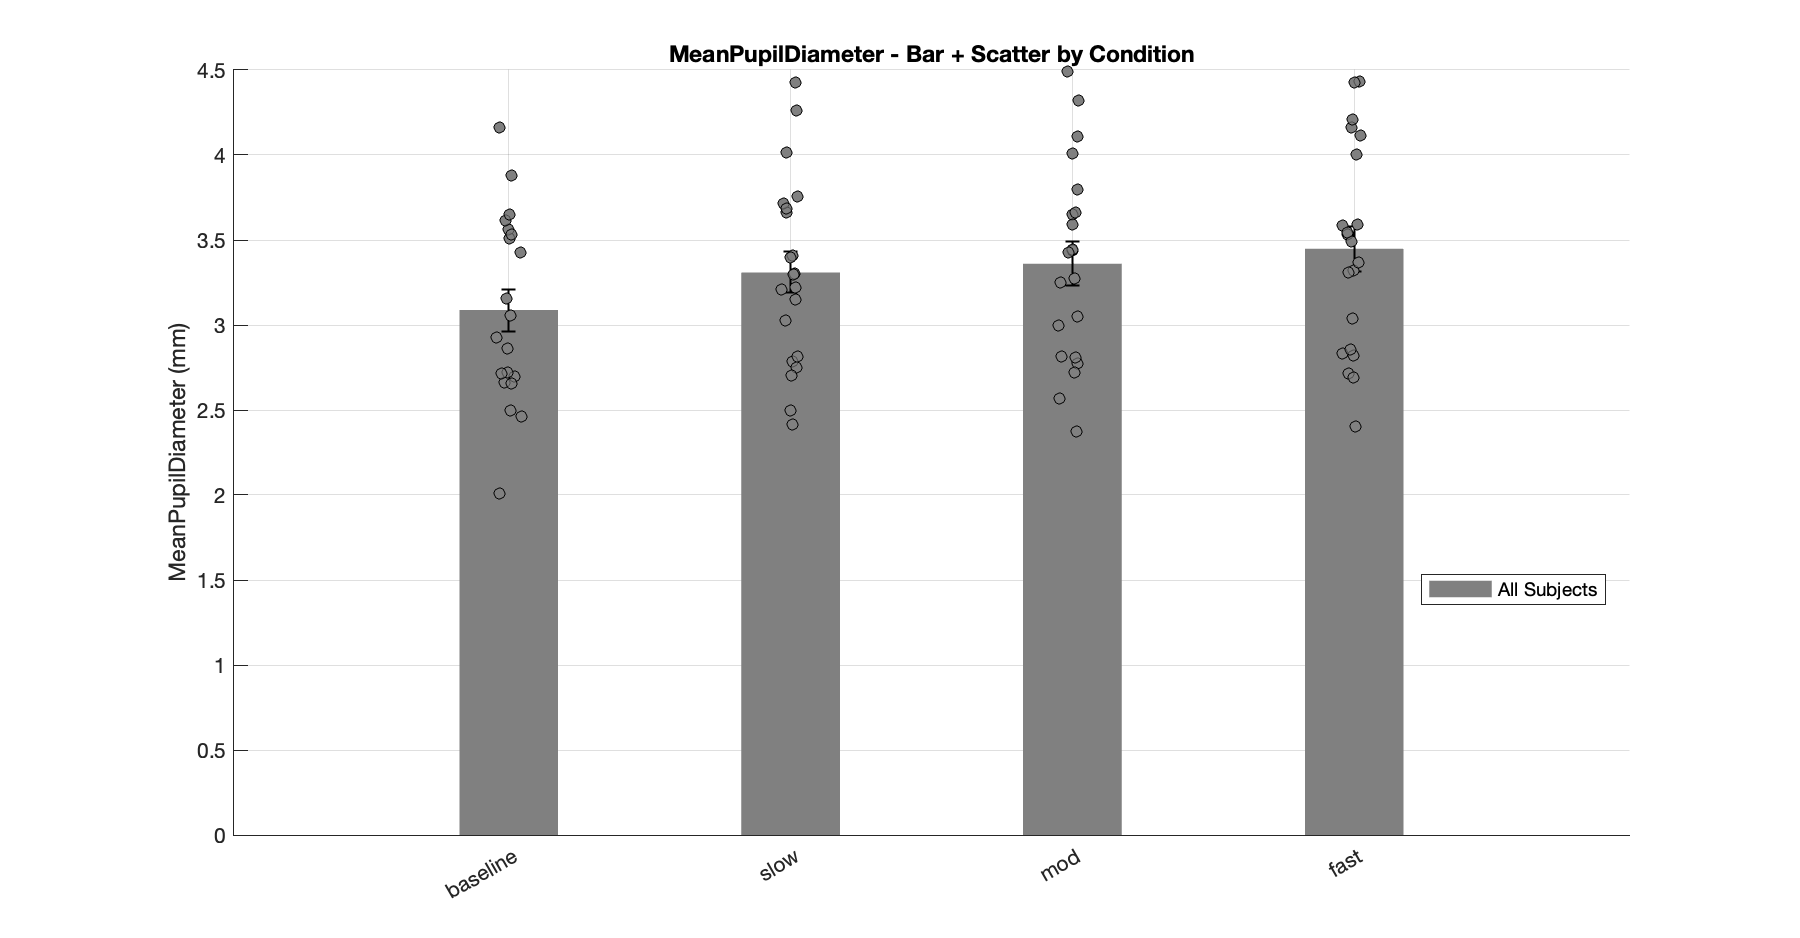 MeanPupilDiameter - Bar + Scatter by Condition
MeanPupilDiameter (mm)
4.5
4
3.5
3
2.5
2
1.5
1
0.5
0
baseline
slow
mod
fast
All Subjects